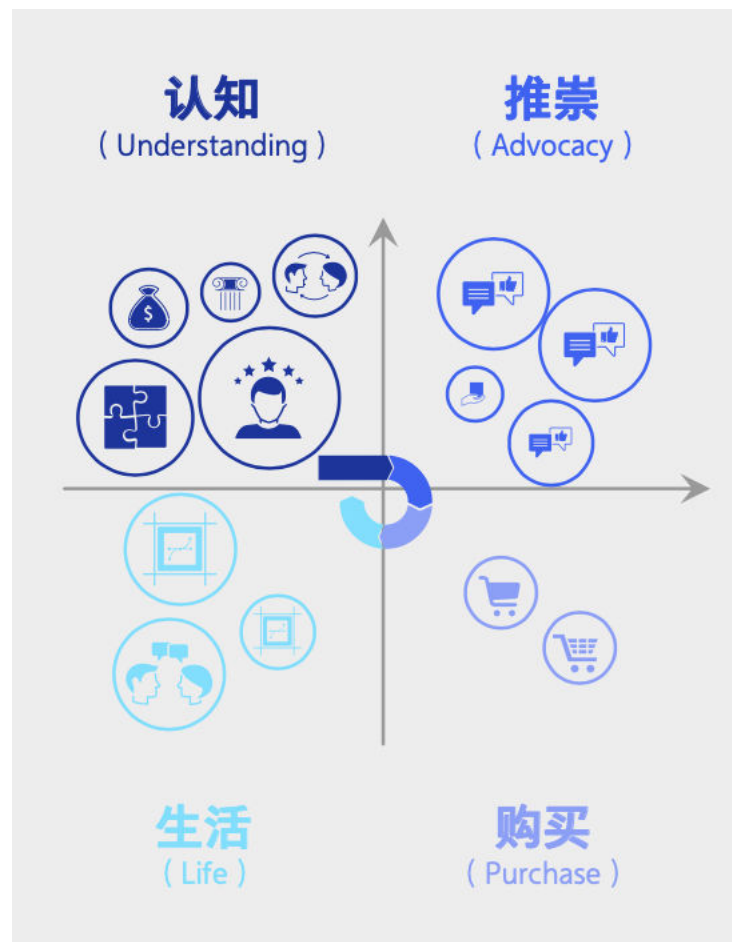 认知
( Understanding )
推崇
( Advocacy )
$
生活
( Life )
购买
( Purchase )